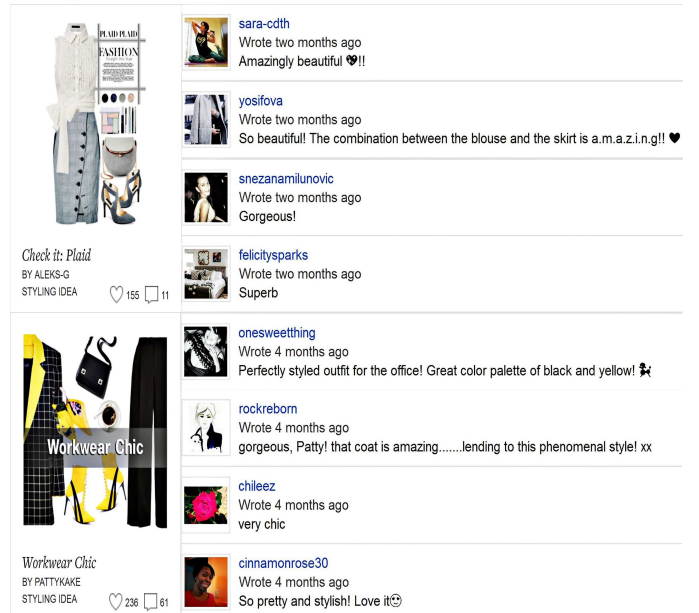 PLAID PLAID
FASHION
Check it: Plaid
BY ALEKS-G
STYLING IDEA
155
11
sara-cdth
Wrote two months ago
Amazingly beautiful 💖!!
yosifova
Wrote two months ago
So beautiful! The combination between the blouse and the skirt is a.m.a.z.i.n.g!! ♥
snezanamilunovic
Wrote two months ago
Gorgeous!
felicitysparks
Wrote two months ago
Superb
Workwear Chic
Workwear Chic
BY PATTYKAKE
STYLING IDEA
236
61
onesweetthing
Wrote 4 months ago
Perfectly styled outfit for the office! Great color palette of black and yellow! 🐩
rockreborn
Wrote 4 months ago
gorgeous, Patty! that coat is amazing.......lending to this phenomenal style! xx
chileez
Wrote 4 months ago
very chic
cinnamonrose30
Wrote 4 months ago
So pretty and stylish! Love it😍